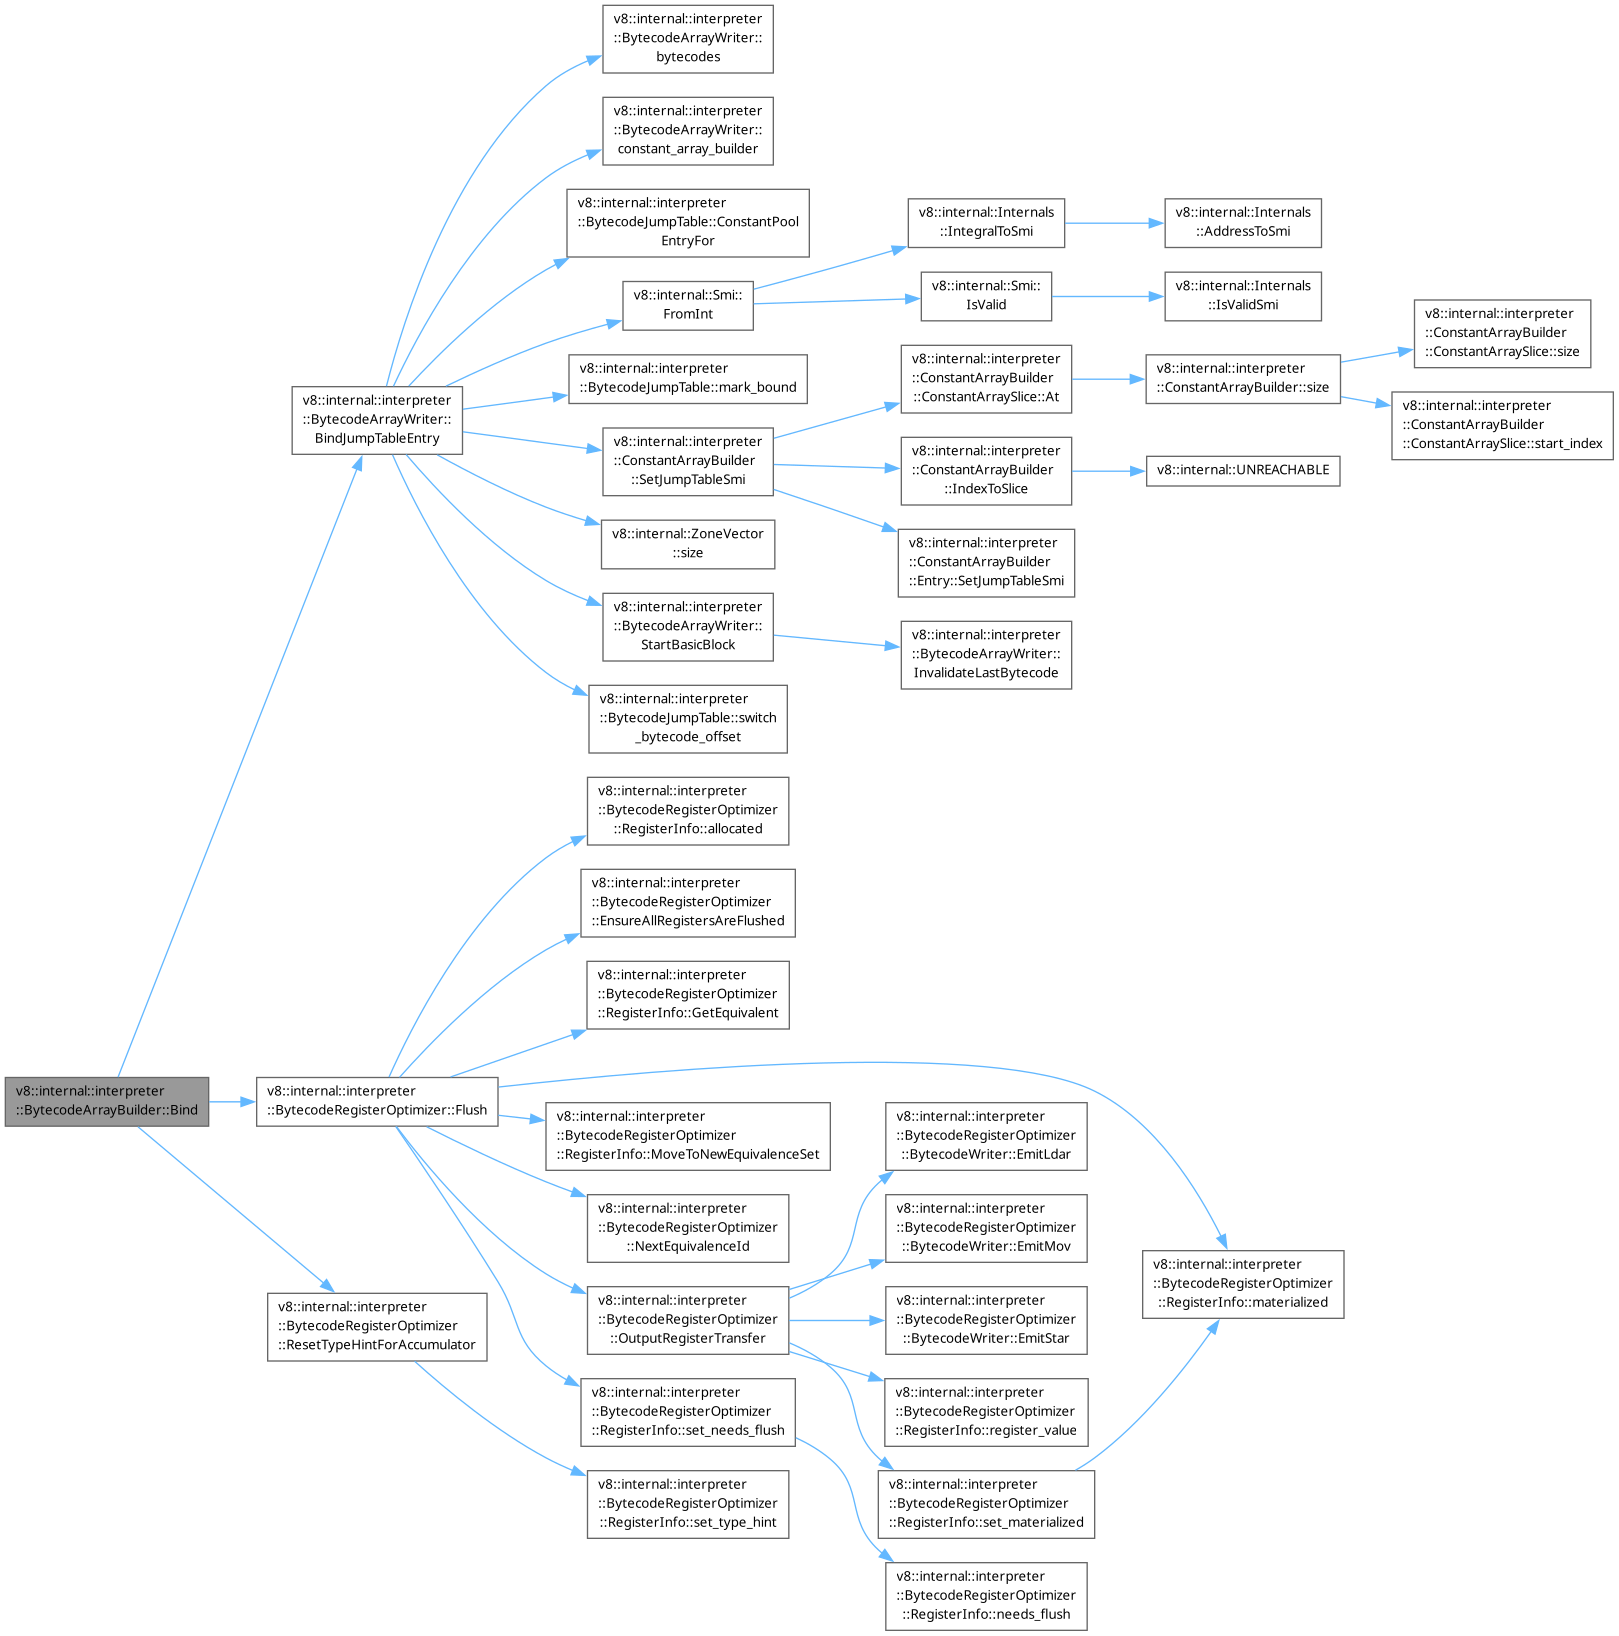 v8::internal::interpreter
::BytecodeArrayBuilder::Bind
v8::internal::interpreter
::BytecodeArrayWriter::
BindJumpTableEntry
v8::internal::interpreter
::BytecodeRegisterOptimizer::Flush
v8::internal::interpreter
::BytecodeRegisterOptimizer
::ResetTypeHintForAccumulator
v8::internal::interpreter
::BytecodeArrayWriter::
bytecodes
v8::internal::interpreter
::BytecodeArrayWriter::
constant_array_builder
v8::internal::interpreter
::BytecodeJumpTable::ConstantPool
EntryFor
v8::internal::Smi::
FromInt
v8::internal::interpreter
::BytecodeJumpTable::mark_bound
v8::internal::interpreter
::ConstantArrayBuilder
::SetJumpTableSmi
v8::internal::ZoneVector
::size
v8::internal::interpreter
::BytecodeArrayWriter::
StartBasicBlock
v8::internal::interpreter
::BytecodeJumpTable::switch
_bytecode_offset
v8::internal::interpreter
::BytecodeRegisterOptimizer
::RegisterInfo::allocated
v8::internal::interpreter
::BytecodeRegisterOptimizer
::EnsureAllRegistersAreFlushed
v8::internal::interpreter
::BytecodeRegisterOptimizer
::RegisterInfo::GetEquivalent
v8::internal::interpreter
::BytecodeRegisterOptimizer
::RegisterInfo::MoveToNewEquivalenceSet
v8::internal::interpreter
::BytecodeRegisterOptimizer
::NextEquivalenceId
v8::internal::interpreter
::BytecodeRegisterOptimizer
::OutputRegisterTransfer
v8::internal::interpreter
::BytecodeRegisterOptimizer
::RegisterInfo::set_needs_flush
v8::internal::interpreter
::BytecodeRegisterOptimizer
::RegisterInfo::set_type_hint
v8::internal::Internals
::IntegralToSmi
v8::internal::Smi::
IsValid
v8::internal::interpreter
::ConstantArrayBuilder
::ConstantArraySlice::At
v8::internal::interpreter
::ConstantArrayBuilder
::IndexToSlice
v8::internal::interpreter
::ConstantArrayBuilder
::Entry::SetJumpTableSmi
v8::internal::interpreter
::BytecodeArrayWriter::
InvalidateLastBytecode
v8::internal::interpreter
::BytecodeRegisterOptimizer
::BytecodeWriter::EmitLdar
v8::internal::interpreter
::BytecodeRegisterOptimizer
::BytecodeWriter::EmitMov
v8::internal::interpreter
::BytecodeRegisterOptimizer
::BytecodeWriter::EmitStar
v8::internal::interpreter
::BytecodeRegisterOptimizer
::RegisterInfo::register_value
v8::internal::interpreter
::BytecodeRegisterOptimizer
::RegisterInfo::set_materialized
v8::internal::interpreter
::BytecodeRegisterOptimizer
::RegisterInfo::needs_flush
v8::internal::Internals
::AddressToSmi
v8::internal::Internals
::IsValidSmi
v8::internal::interpreter
::ConstantArrayBuilder::size
v8::internal::UNREACHABLE
v8::internal::interpreter
::BytecodeRegisterOptimizer
::RegisterInfo::materialized
v8::internal::interpreter
::ConstantArrayBuilder
::ConstantArraySlice::size
v8::internal::interpreter
::ConstantArrayBuilder
::ConstantArraySlice::start_index